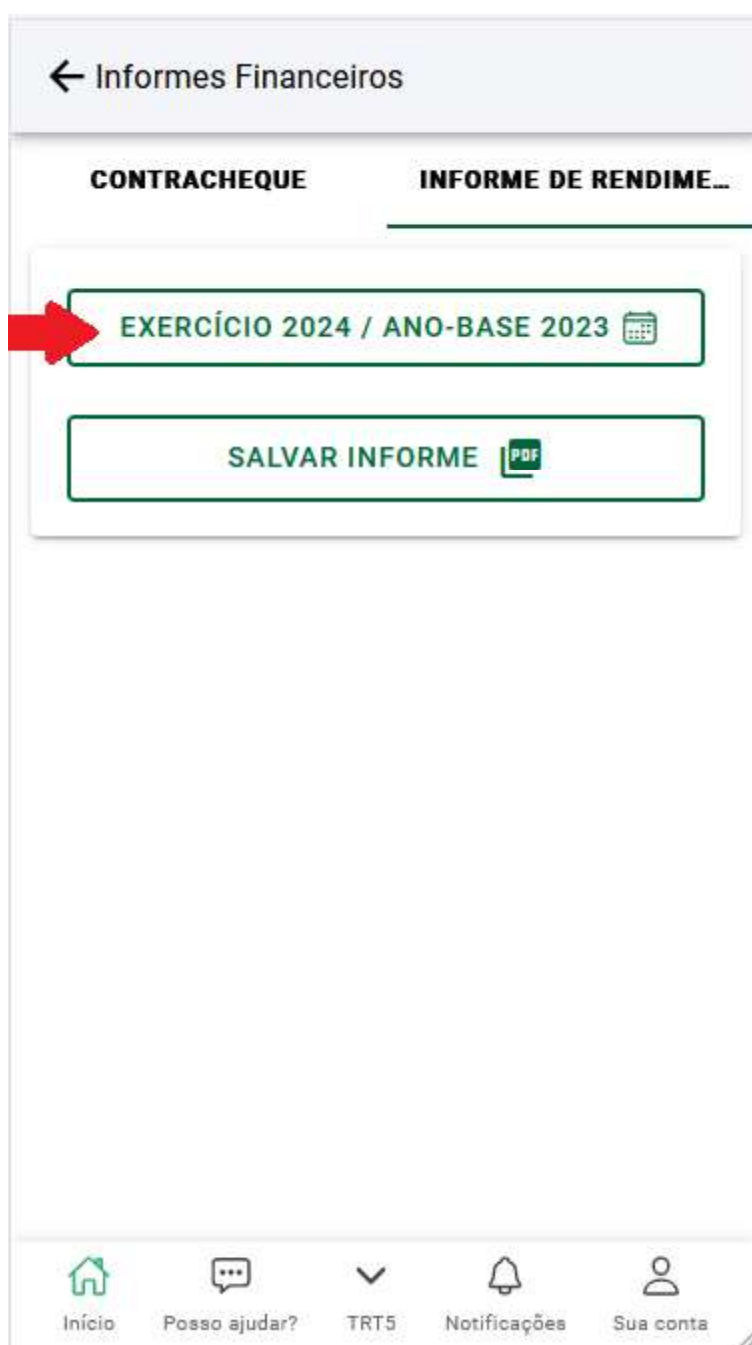 Informes Financeiros
CONTRACHEQUE
INFORME DE RENDIME...
EXERCÍCIO 2024 / ANO-BASE 2023
SALVAR INFORME PDF
Início
Posso ajudar?
TRT5
Notificações
Sua conta